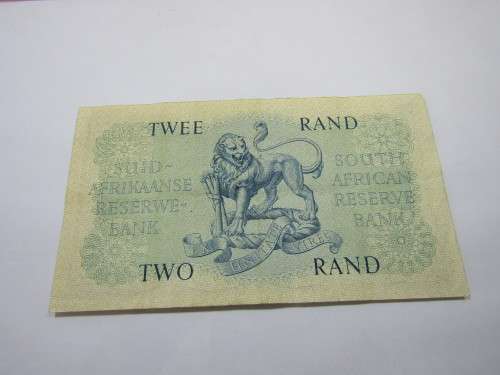 TWEE RAND
SUID-
AFRIKAANSE
RESERWE-
BANK
SOUTH
AFRICAN
RESERVE
BANK
TWO RAND